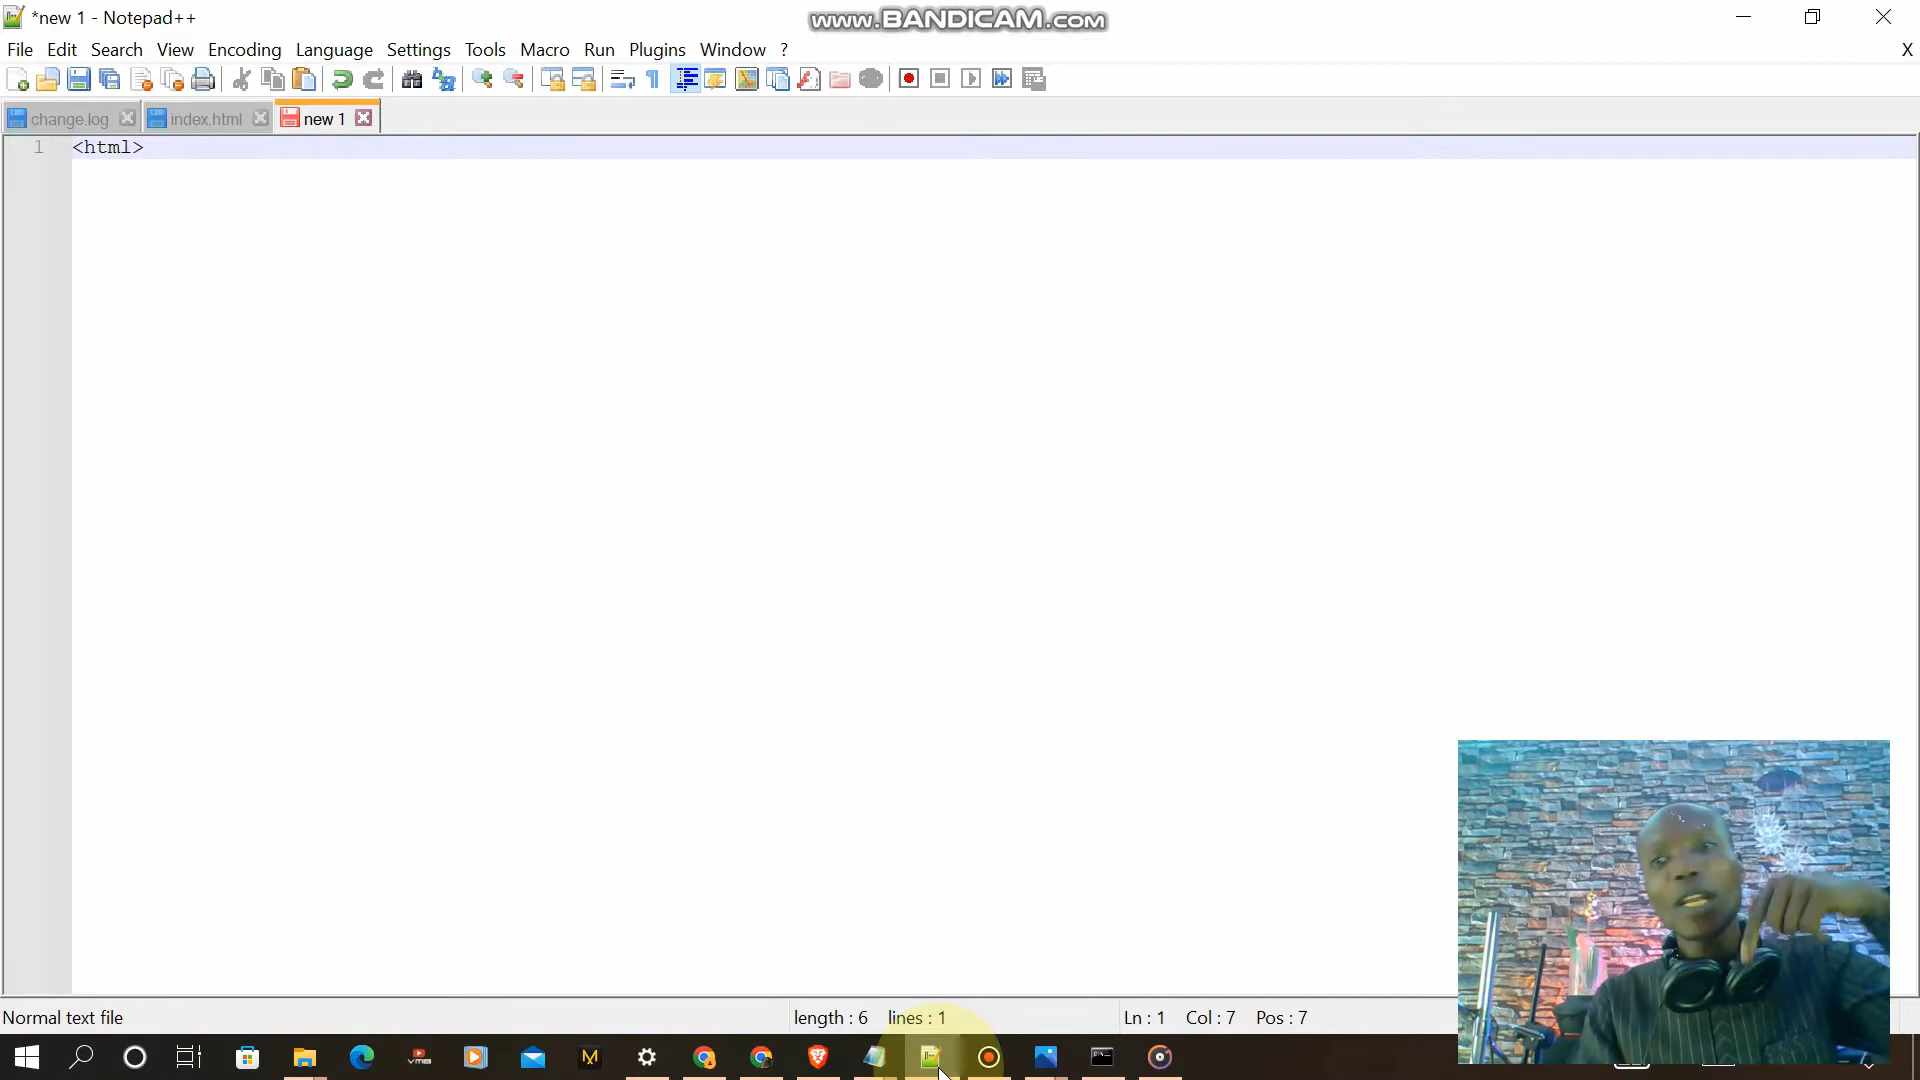 *new 1 - Notepad++
www.BANDICAM.com
File Edit Search View Encoding Language Settings Tools Macro Run Plugins Window ? X
change.log index.html new 1
1 <html>
Normal text file length : 6 lines : 1 Ln : 1 Col : 7 Pos : 7